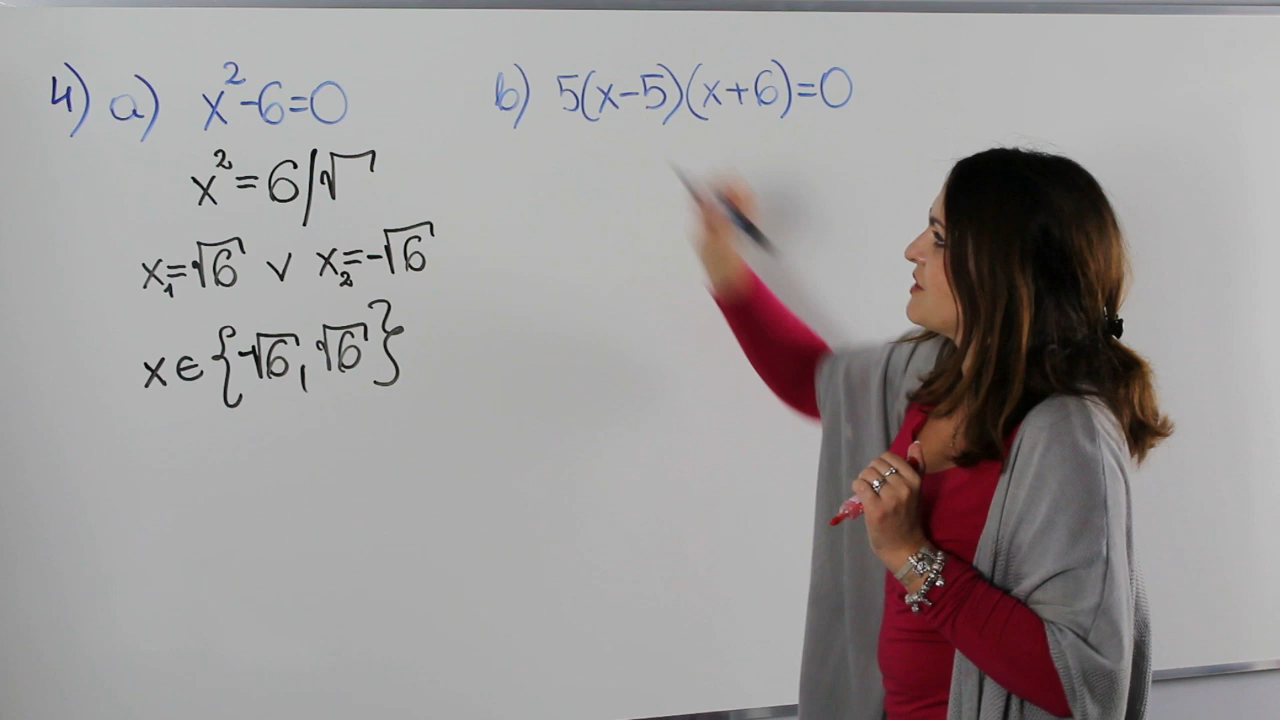 4) a) x²-6=0
x²=6/√
x₁=√6 ∨ x₂=-√6
x∈{-√6, √6}
b) 5(x-5)(x+6)=0